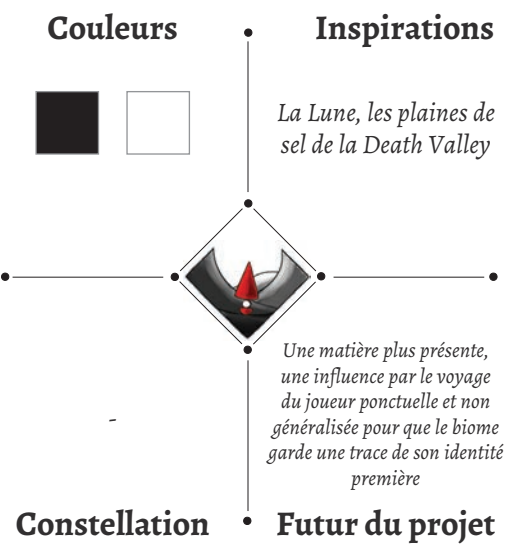 Couleurs
Inspirations
La Lune, les plaines de
sel de la Death Valley
Une matière plus présente,
une influence par le voyage
du joueur ponctuelle et non
généralisée pour que le biome
garde une trace de son identité
première
-
Constellation
Futur du projet